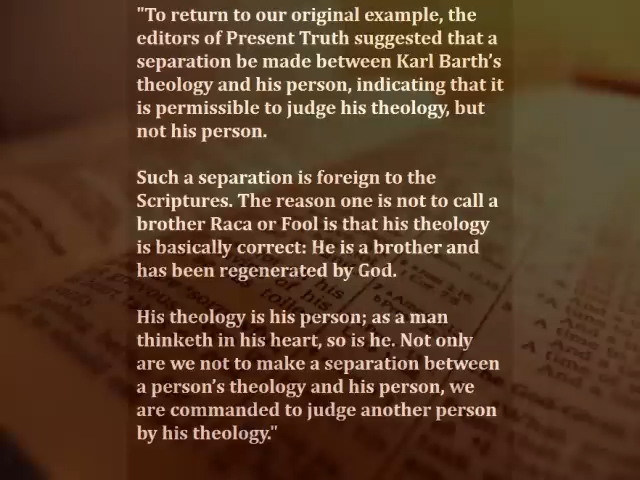 "To return to our original example, the
editors of Present Truth suggested that a
separation be made between Karl Barth's
theology and his person, indicating that it
is permissible to judge his theology, but
not his person.
Such a separation is foreign to the
Scriptures. The reason one is not to call a
brother Raca or Fool is that his theology
is basically correct: He is a brother and
has been regenerated by God.
His theology is his person; as a man
thinketh in his heart, so is he. Not only
are we not to make a separation between
a person's theology and his person, we
are commanded to judge another person
by his theology."